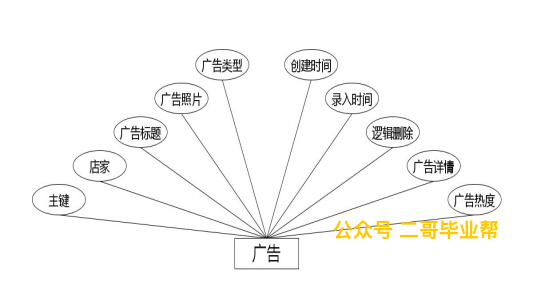 广告类型
创建时间
广告照片
录入时间
广告标题
逻辑删除
店家
广告详情
主键
广告热度
公众号 二哥毕业帮
广告